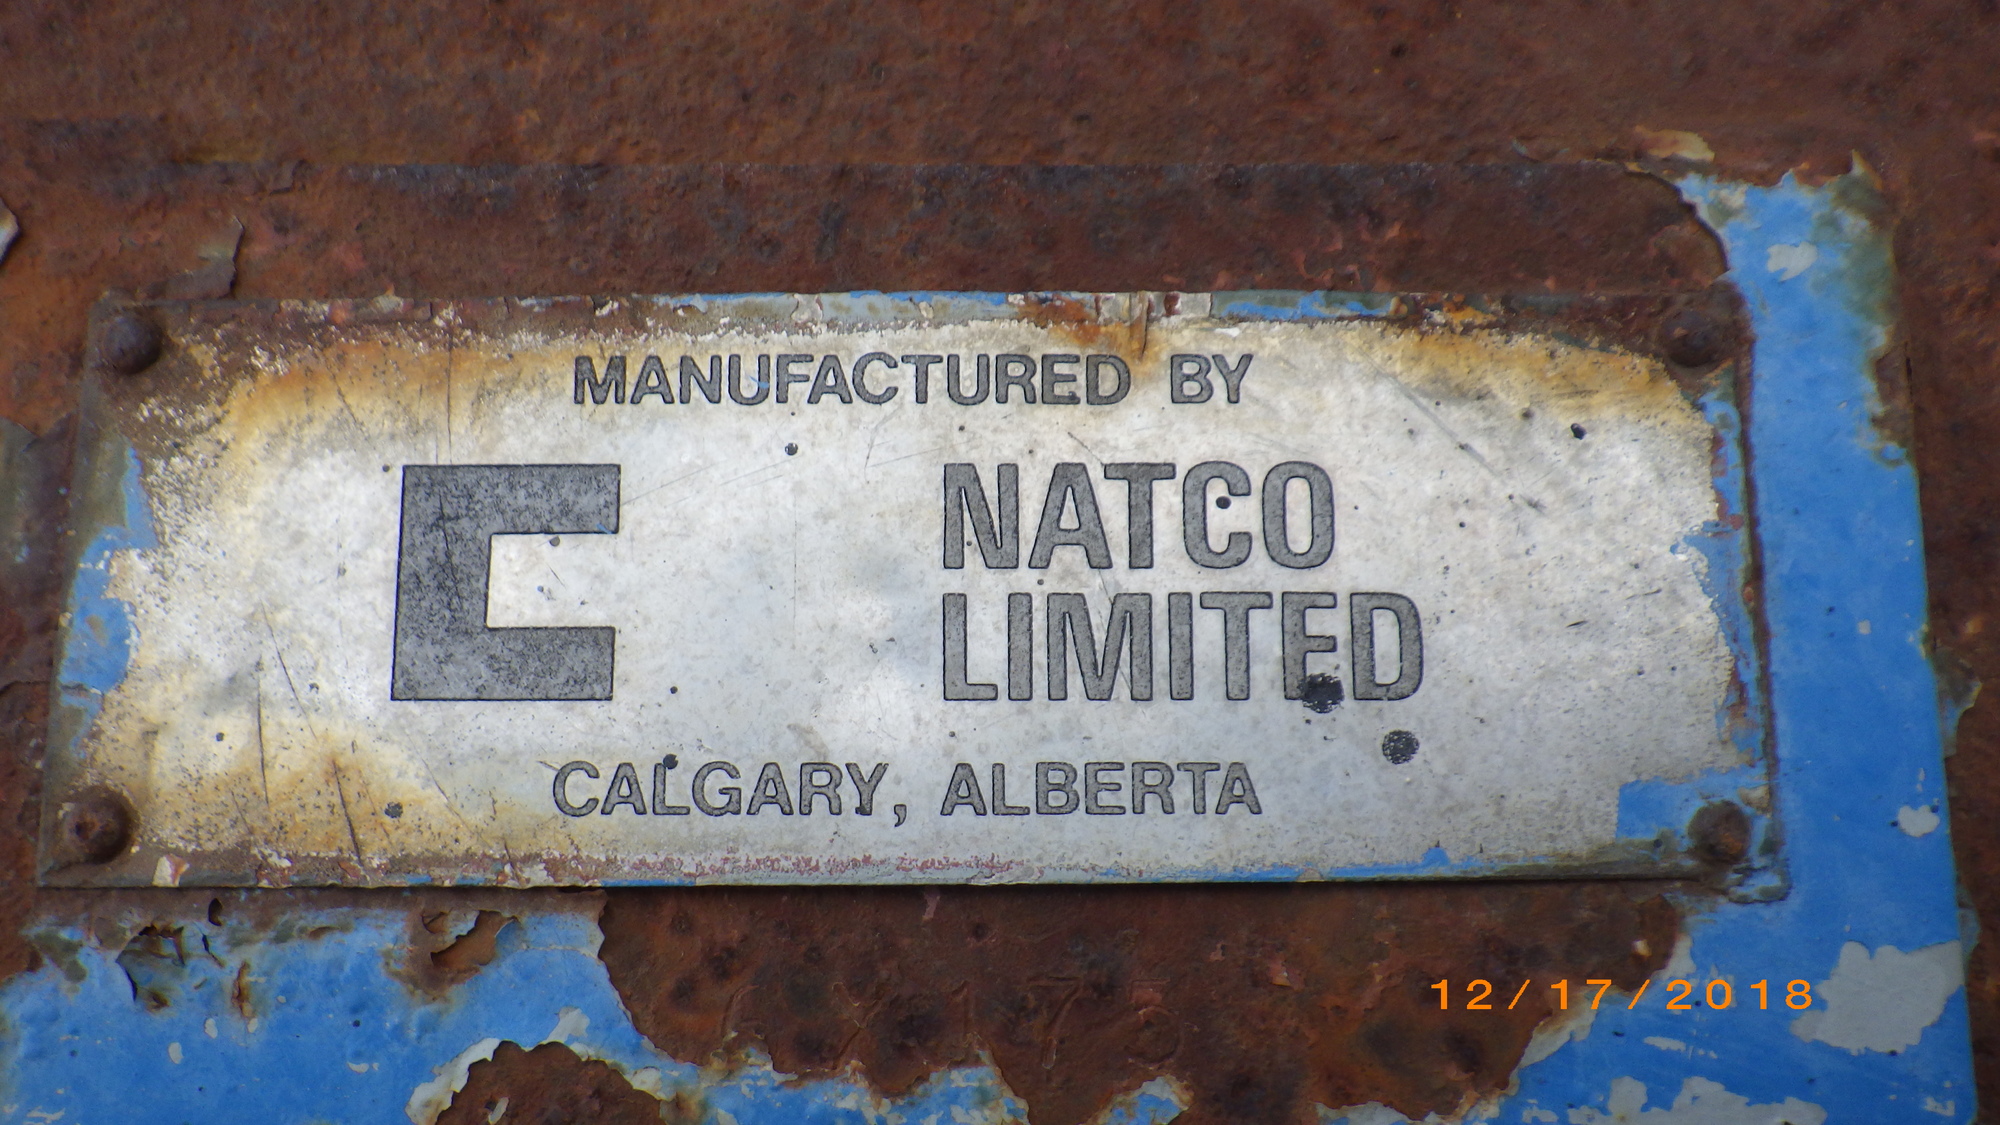 MANUFACTURED BY
NATCO
LIMITED
CALGARY, ALBERTA
12/17/2018